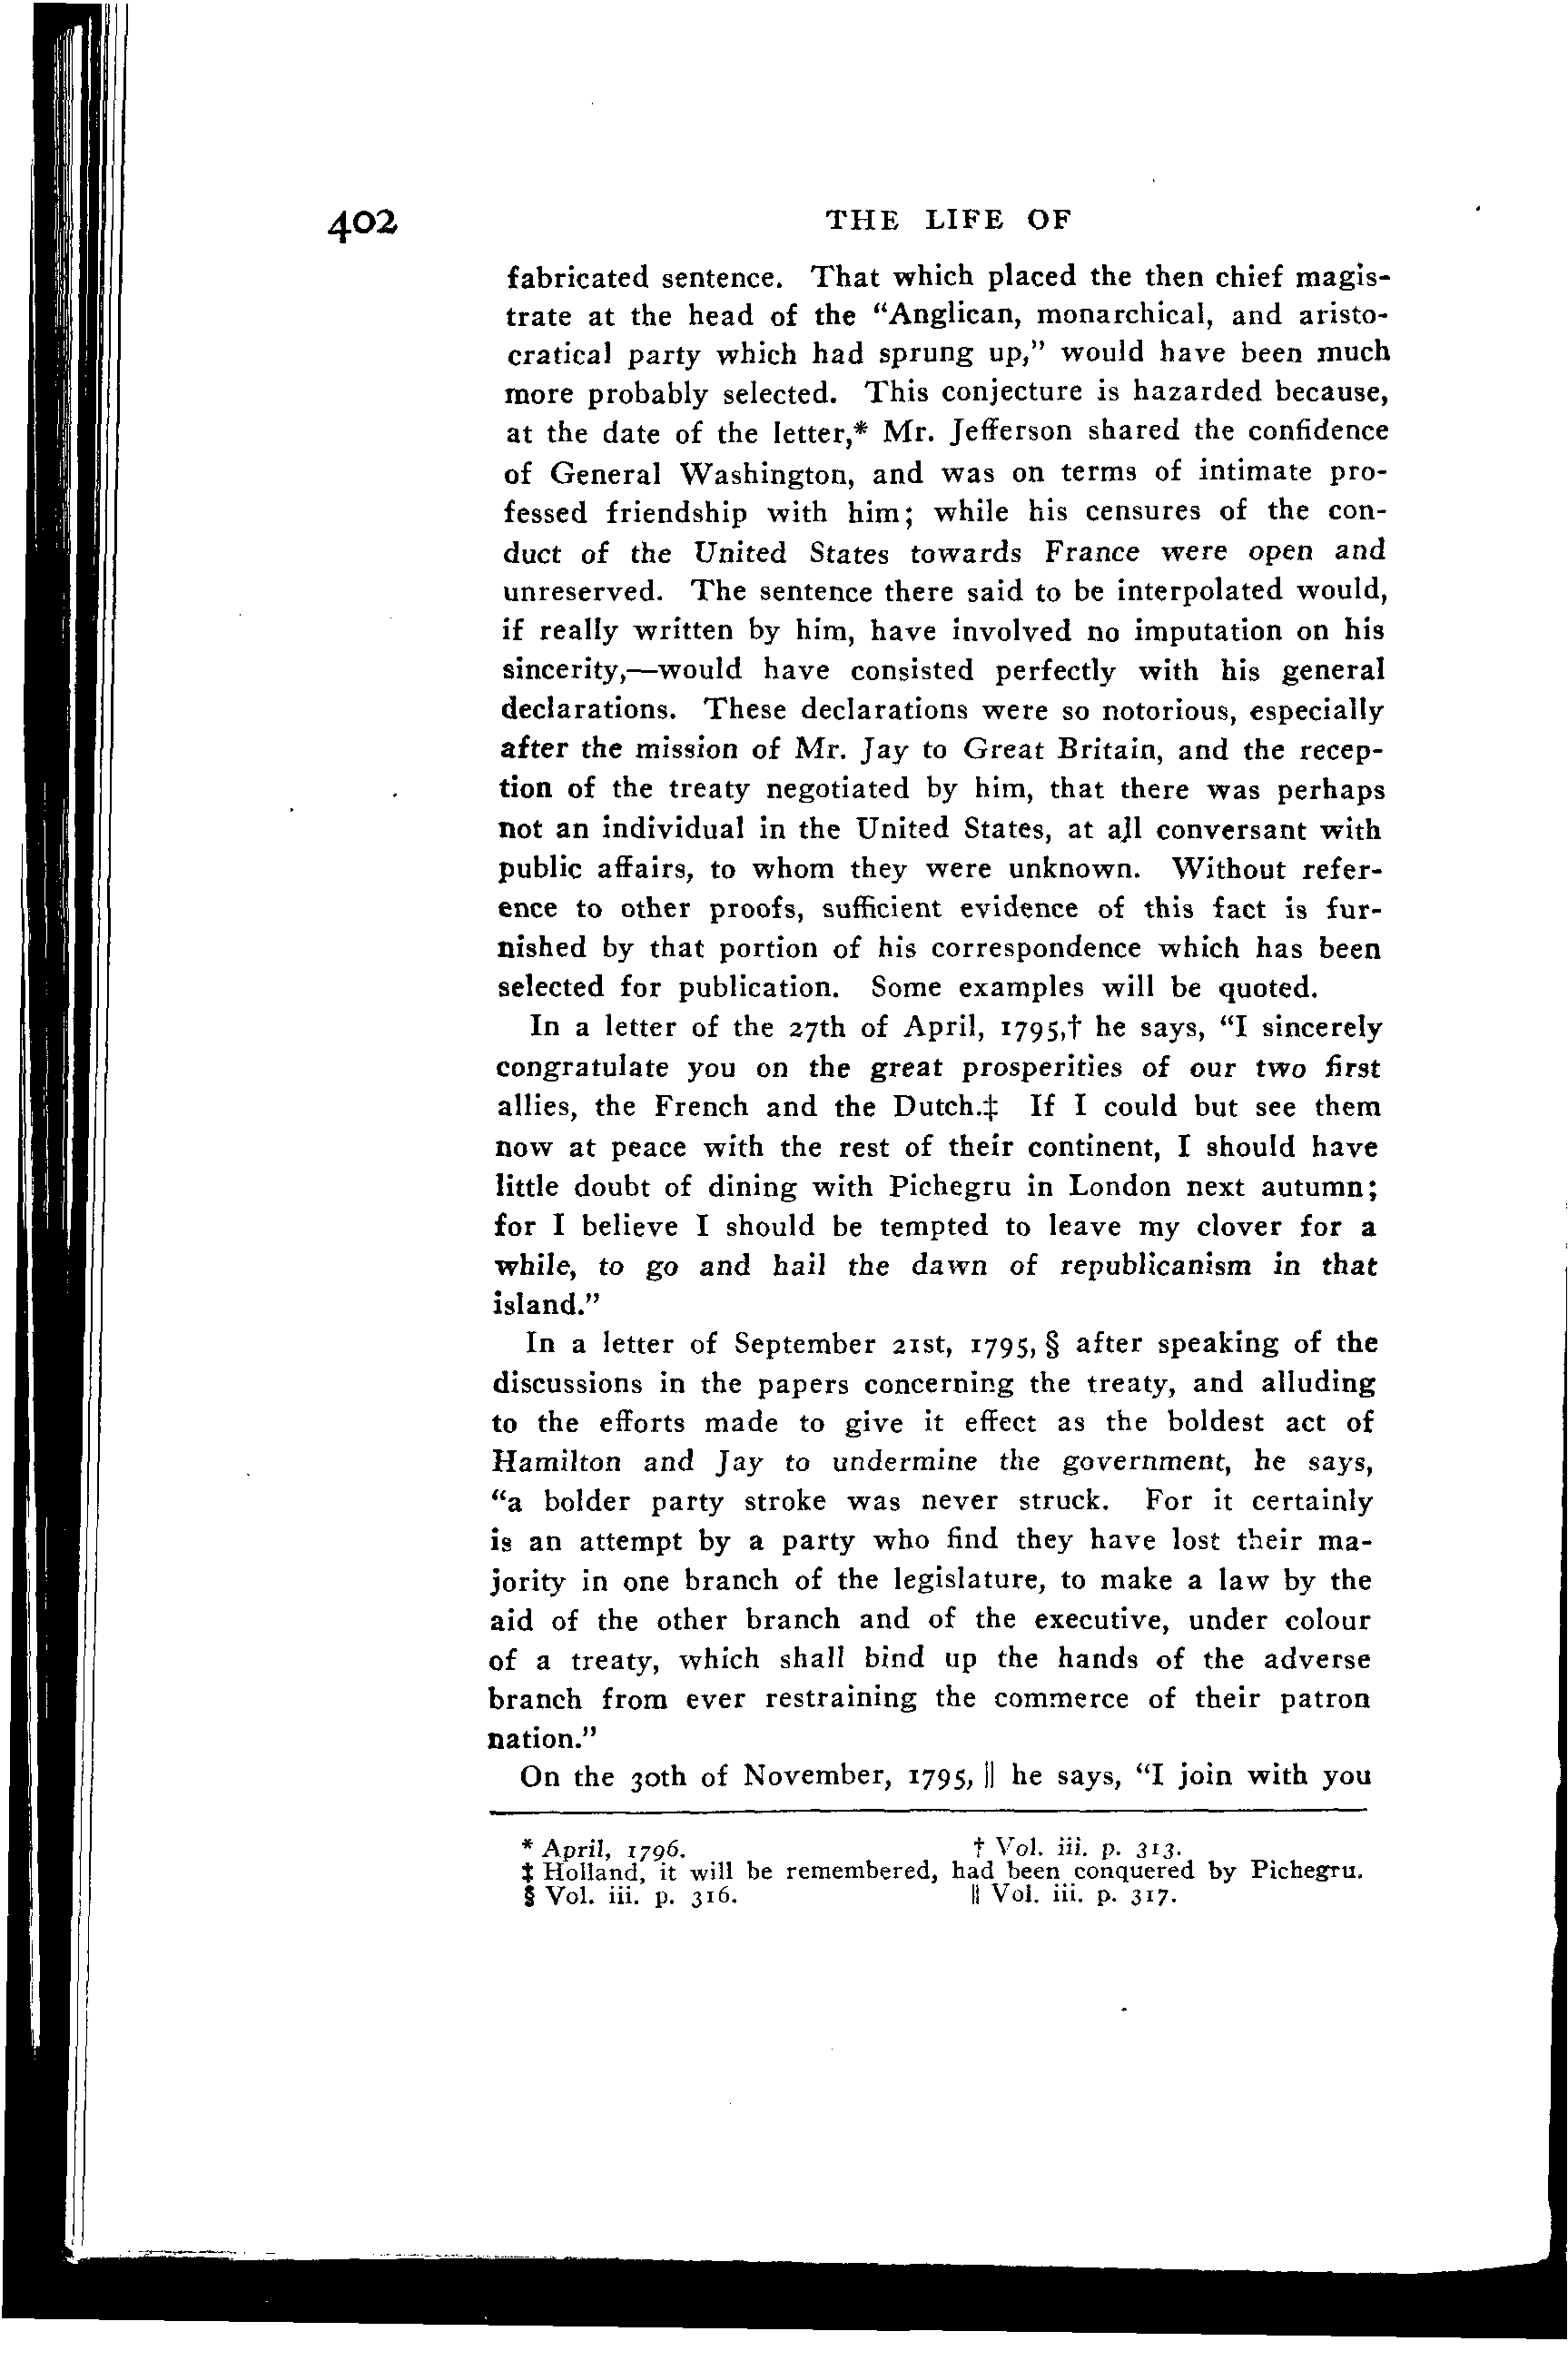 402 THE LIFE OF
fabricated sentence. That which placed the then chief magis-
trate at the head of the “Anglican, monarchical, and aristo-
cratical party which had sprung up,” would have been much
more probably selected. This conjecture is hazarded because,
at the date of the letter,* Mr. Jefferson shared the confidence
of General Washington, and was on terms of intimate pro-
fessed friendship with him; while his censures of the con-
duct of the United States towards France were open and
unreserved. The sentence there said to be interpolated would,
if really written by him, have involved no imputation on his
sincerity,—would have consisted perfectly with his general
declarations. These declarations were so notorious, especially
after the mission of Mr. Jay to Great Britain, and the recep-
tion of the treaty negotiated by him, that there was perhaps
not an individual in the United States, at all conversant with
public affairs, to whom they were unknown. Without refer-
ence to other proofs, sufficient evidence of this fact is fur-
nished by that portion of his correspondence which has been
selected for publication. Some examples will be quoted.
In a letter of the 27th of April, 1795,† he says, “I sincerely
congratulate you on the great prosperities of our two first
allies, the French and the Dutch.‡ If I could but see them
now at peace with the rest of their continent, I should have
little doubt of dining with Pichegru in London next autumn;
for I believe I should be tempted to leave my clover for a
while, to go and hail the dawn of republicanism in that
island.”
In a letter of September 21st, 1795, § after speaking of the
discussions in the papers concerning the treaty, and alluding
to the efforts made to give it effect as the boldest act of
Hamilton and Jay to undermine the government, he says,
“a bolder party stroke was never struck. For it certainly
is an attempt by a party who find they have lost their ma-
jority in one branch of the legislature, to make a law by the
aid of the other branch and of the executive, under colour
of a treaty, which shall bind up the hands of the adverse
branch from ever restraining the commerce of their patron
nation.”
On the 30th of November, 1795, || he says, “I join with you
* April, 1796. † Vol. iii. p. 313.
‡ Holland, it will be remembered, had been conquered by Pichegru.
§ Vol. iii. p. 316. || Vol. iii. p. 317.